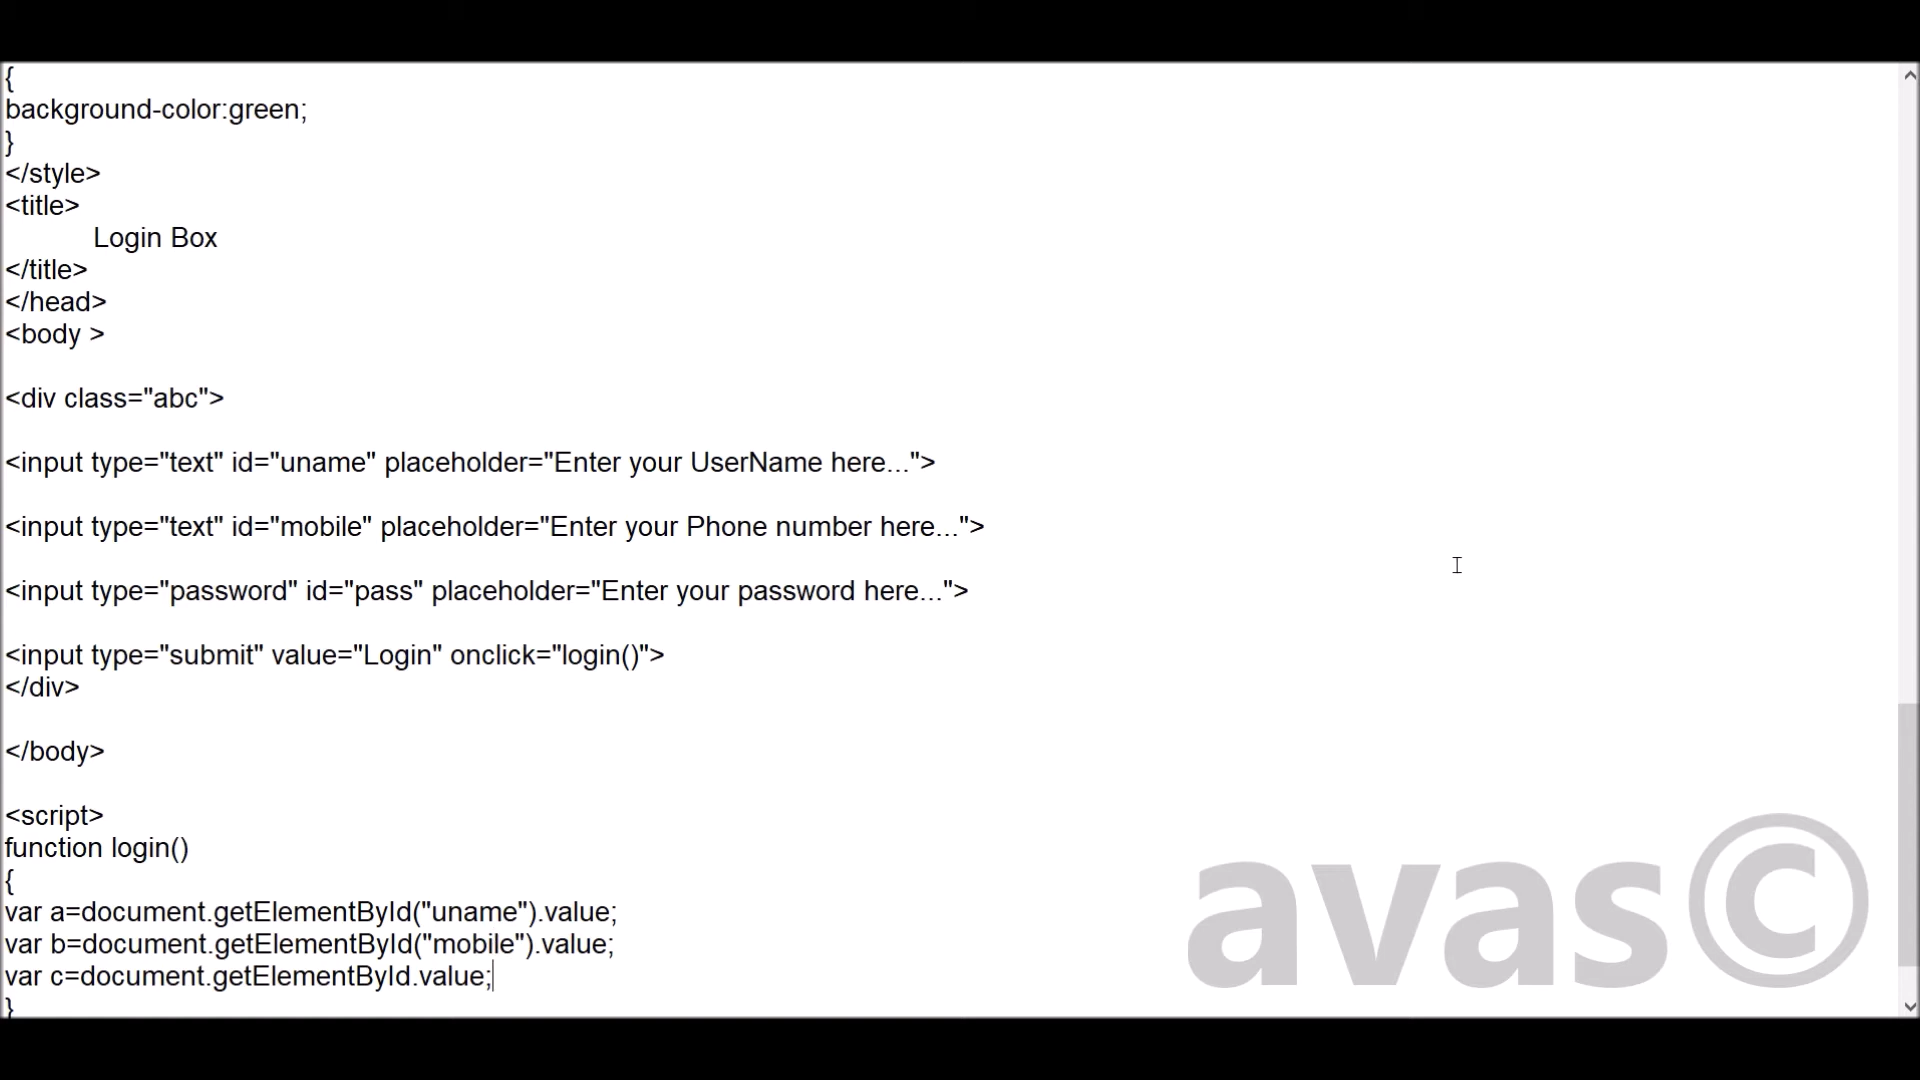 {
background-color:green;
}
</style>
<title>
Login Box
</title>
</head>
<body >
<div class="abc">
<input type="text" id="uname" placeholder="Enter your UserName here...">
<input type="text" id="mobile" placeholder="Enter your Phone number here...">
<input type="password" id="pass" placeholder="Enter your password here...">
<input type="submit" value="Login" onclick="login()">
</div>
</body>
<script>
function login()
{
var a=document.getElementById("uname").value;
var b=document.getElementById("mobile").value;
var c=document.getElementById.value;
}
avas©